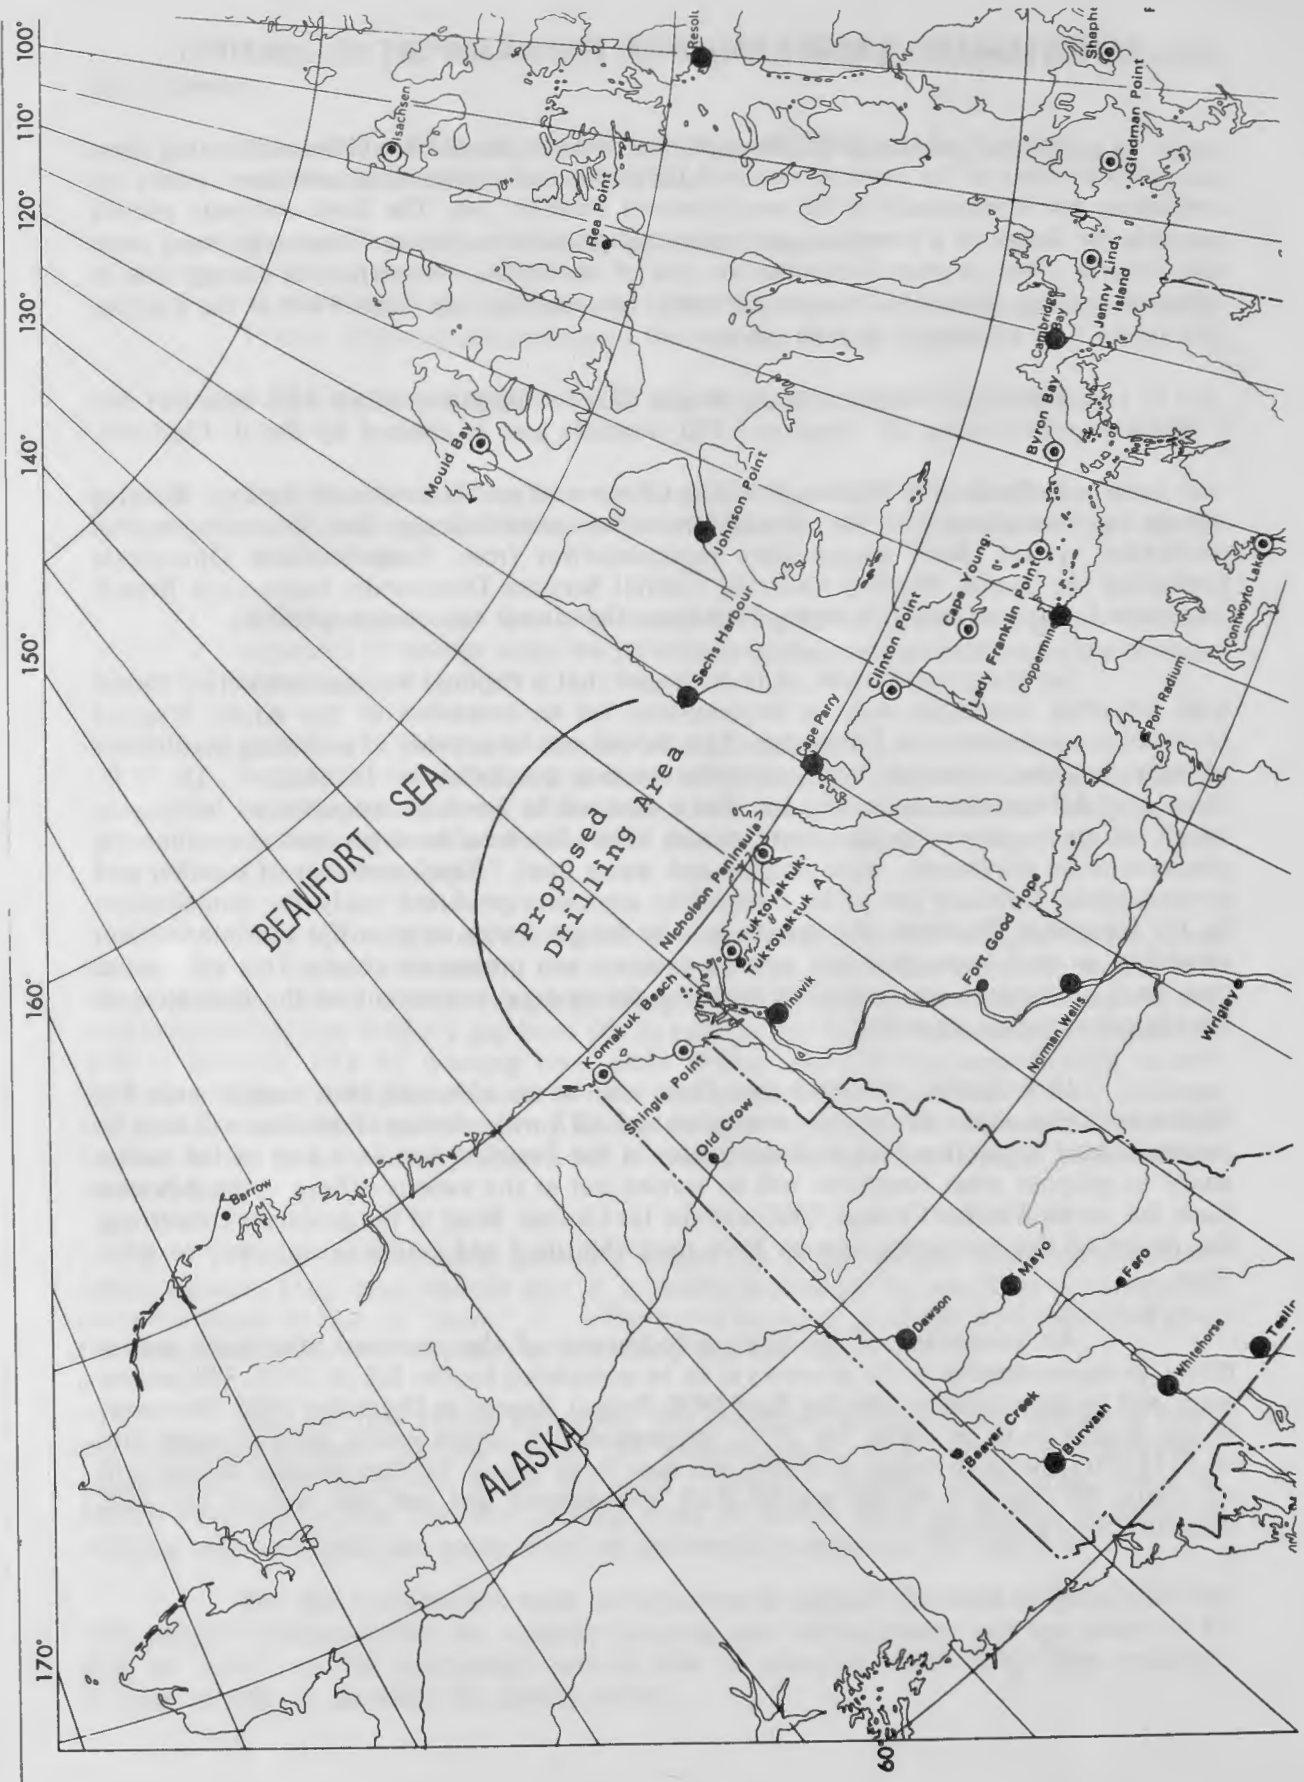 100°
110°
120°
130°
140°
150°
160°
170°
60°
BEAUFORT SEA
Proposed
Drilling Area
ALASKA
Isachsen
Resol
Rea Point
Mould Bay
Johnson Point
Sachs Harbour
Shephe
Gladman Point
Jenny Lind
Island
Cambridge
Bay
Byron Bay
Cape Young
Lady Franklin Point
Coppermine
Contwoyto Lake
Clinton Point
Cape Parry
Port Radium
Nicholson Peninsula
Tuktoyaktuk
Tuktoyaktuk A
Inuvik
Komakuk Beach
Shingle Point
Old Crow
Fort Good Hope
Norman Wells
Wrigley
Barrow
Mayo
Faro
Dawson
Whitehorse
Teslin
Beaver Creek
Burwash